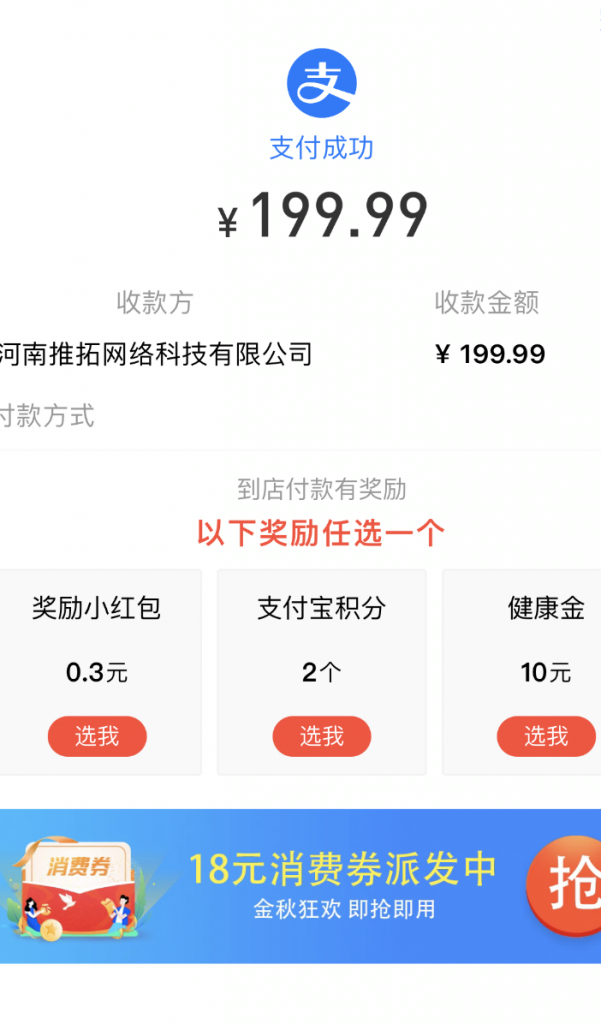 支
支付成功
¥199.99
收款方 收款金额
河南推拓网络科技有限公司 ¥ 199.99
付款方式
到店付款有奖励
以下奖励任选一个
奖励小红包 支付宝积分 健康金
0.3元 2个 10元
选我 选我 选我
消费券
18元消费券派发中
金秋狂欢 即抢即用
抢